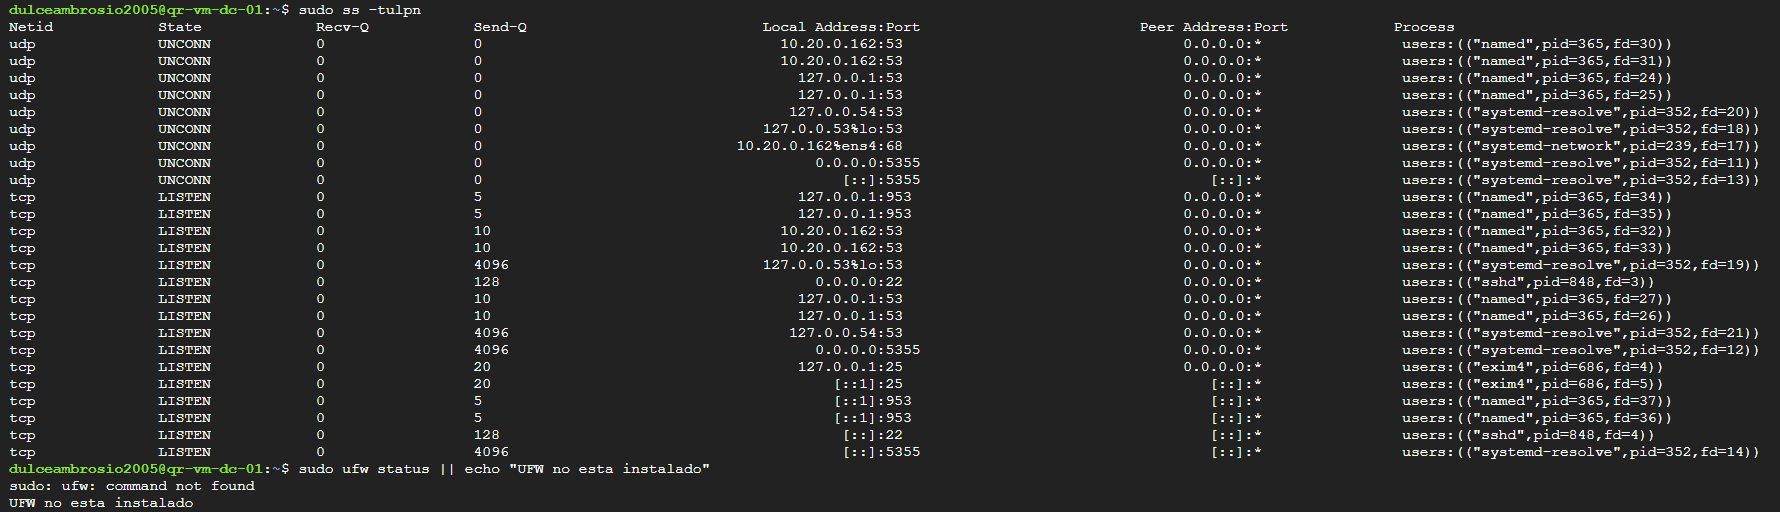 dulceambrosio2005@qr-vm-dc-01:~$ sudo ss -tulpn
Netid State Recv-Q Send-Q Local Address:Port Peer Address:Port Process
udp UNCONN 0 0 10.20.0.162:53 0.0.0.0:* users:(("named",pid=365,fd=30))
udp UNCONN 0 0 10.20.0.162:53 0.0.0.0:* users:(("named",pid=365,fd=31))
udp UNCONN 0 0 127.0.0.1:53 0.0.0.0:* users:(("named",pid=365,fd=24))
udp UNCONN 0 0 127.0.0.1:53 0.0.0.0:* users:(("named",pid=365,fd=25))
udp UNCONN 0 0 127.0.0.54:53 0.0.0.0:* users:(("systemd-resolve",pid=352,fd=20))
udp UNCONN 0 0 127.0.0.53%lo:53 0.0.0.0:* users:(("systemd-resolve",pid=352,fd=18))
udp UNCONN 0 0 10.20.0.162%ens4:68 0.0.0.0:* users:(("systemd-network",pid=239,fd=17))
udp UNCONN 0 0 0.0.0.0:5355 0.0.0.0:* users:(("systemd-resolve",pid=352,fd=11))
udp UNCONN 0 0 [::]:5355 [::]:* users:(("systemd-resolve",pid=352,fd=13))
tcp LISTEN 0 5 127.0.0.1:953 0.0.0.0:* users:(("named",pid=365,fd=34))
tcp LISTEN 0 5 127.0.0.1:953 0.0.0.0:* users:(("named",pid=365,fd=35))
tcp LISTEN 0 10 10.20.0.162:53 0.0.0.0:* users:(("named",pid=365,fd=32))
tcp LISTEN 0 10 10.20.0.162:53 0.0.0.0:* users:(("named",pid=365,fd=33))
tcp LISTEN 0 4096 127.0.0.53%lo:53 0.0.0.0:* users:(("systemd-resolve",pid=352,fd=19))
tcp LISTEN 0 128 0.0.0.0:22 0.0.0.0:* users:(("sshd",pid=848,fd=3))
tcp LISTEN 0 10 127.0.0.1:53 0.0.0.0:* users:(("named",pid=365,fd=27))
tcp LISTEN 0 10 127.0.0.1:53 0.0.0.0:* users:(("named",pid=365,fd=26))
tcp LISTEN 0 4096 127.0.0.54:53 0.0.0.0:* users:(("systemd-resolve",pid=352,fd=21))
tcp LISTEN 0 4096 0.0.0.0:5355 0.0.0.0:* users:(("systemd-resolve",pid=352,fd=12))
tcp LISTEN 0 20 127.0.0.1:25 0.0.0.0:* users:(("exim4",pid=686,fd=4))
tcp LISTEN 0 20 [::1]:25 [::]:* users:(("exim4",pid=686,fd=5))
tcp LISTEN 0 5 [::1]:953 [::]:* users:(("named",pid=365,fd=37))
tcp LISTEN 0 5 [::1]:953 [::]:* users:(("named",pid=365,fd=36))
tcp LISTEN 0 128 [::]:22 [::]:* users:(("sshd",pid=848,fd=4))
tcp LISTEN 0 4096 [::]:5355 [::]:* users:(("systemd-resolve",pid=352,fd=14))
dulceambrosio2005@qr-vm-dc-01:~$ sudo ufw status || echo "UFW no esta instalado"
sudo: ufw: command not found
UFW no esta instalado